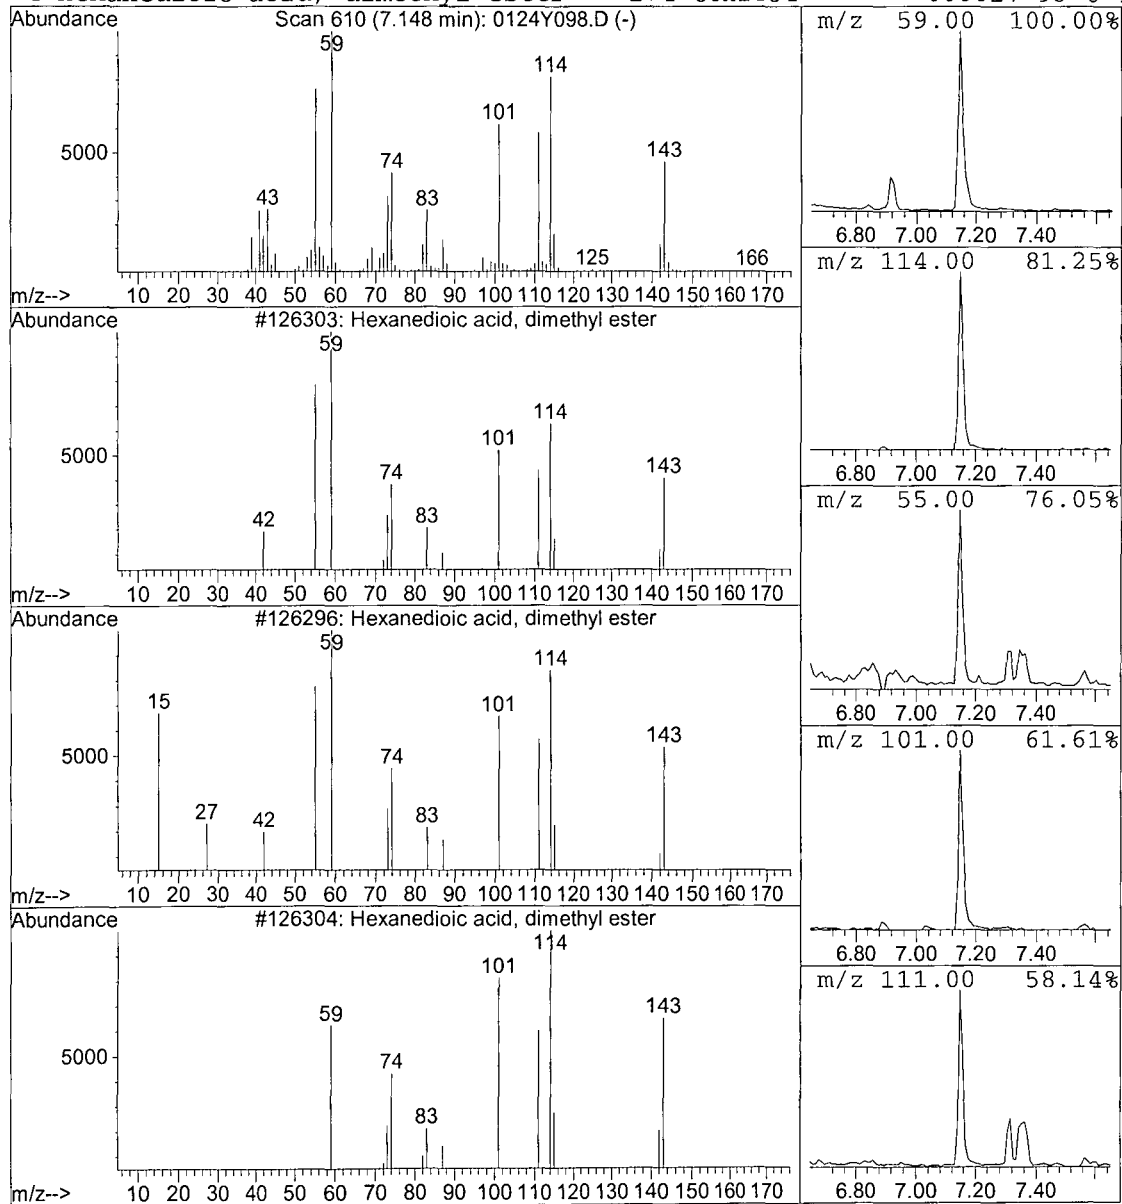 Scan 610 (7.148 min): 0124Y098.D (-)
Abundance
59
114
101
143
74
43
83
125
166
5000
m/z--> 10 20 30 40 50 60 70 80 90 100 110 120 130 140 150 160 170
Abundance #126303: Hexanedioic acid, dimethyl ester
59
114
101
143
74
42
83
5000
m/z--> 10 20 30 40 50 60 70 80 90 100 110 120 130 140 150 160 170
Abundance #126296: Hexanedioic acid, dimethyl ester
59
114
15
101
143
74
27
42
83
5000
m/z--> 10 20 30 40 50 60 70 80 90 100 110 120 130 140 150 160 170
Abundance #126304: Hexanedioic acid, dimethyl ester
114
101
59
143
74
83
5000
m/z--> 10 20 30 40 50 60 70 80 90 100 110 120 130 140 150 160 170
m/z 59.00 100.00%
6.80 7.00 7.20 7.40
m/z 114.00 81.25%
6.80 7.00 7.20 7.40
m/z 55.00 76.05%
6.80 7.00 7.20 7.40
m/z 101.00 61.61%
6.80 7.00 7.20 7.40
m/z 111.00 58.14%
6.80 7.00 7.20 7.40